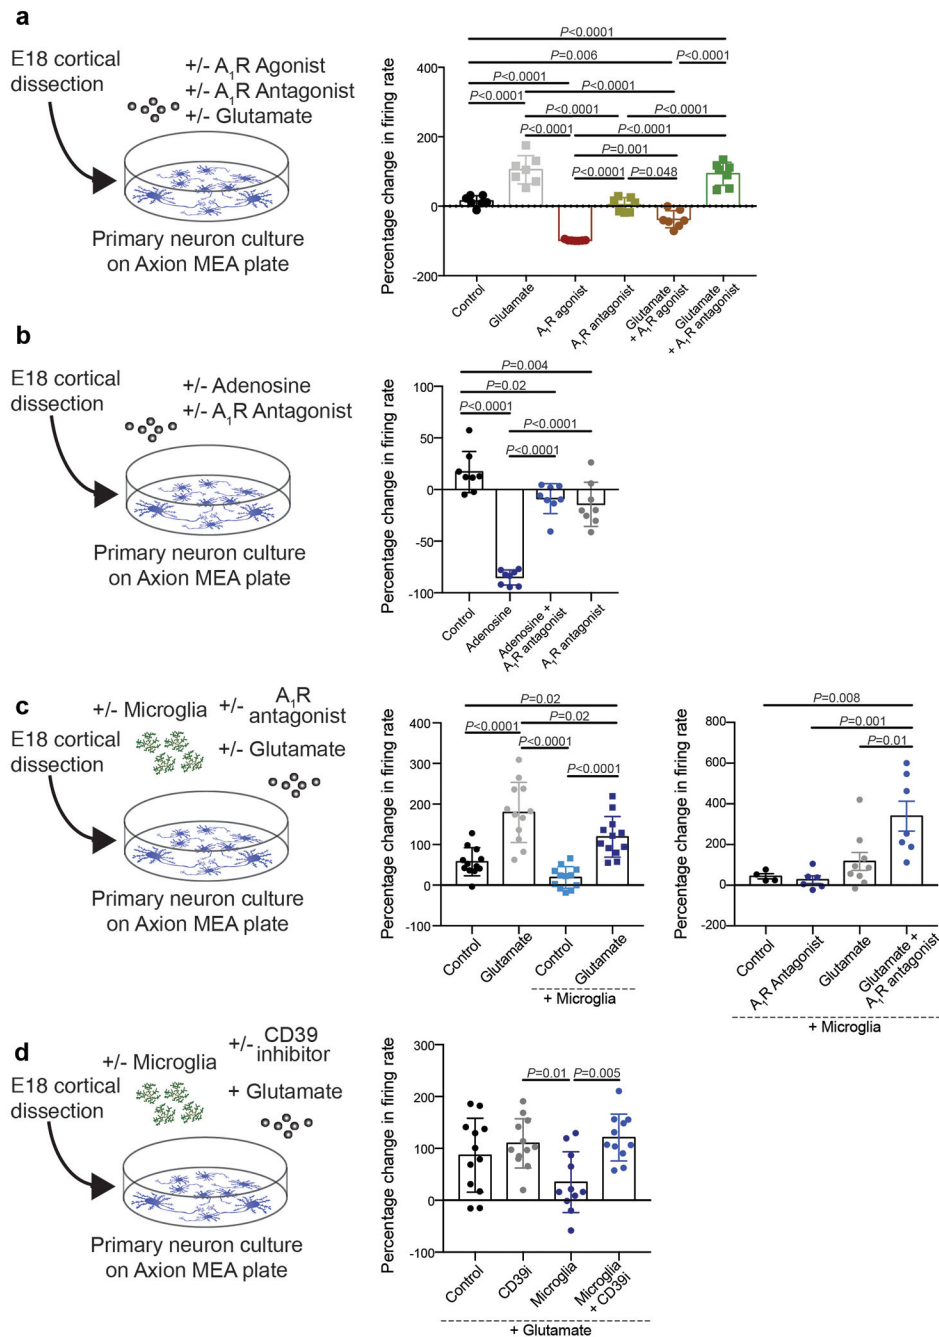 a
E18 cortical
dissection
+/- A₁R Agonist
+/- A₁R Antagonist
+/- Glutamate
Primary neuron culture
on Axion MEA plate
Percentage change in firing rate
400
200
0
-200
P<0.0001
P=0.006
P<0.0001
P<0.0001
P<0.0001
P<0.0001
P<0.0001
P<0.0001
P<0.0001
P=0.001
P<0.0001
P=0.048
Control
Glutamate
A₁R agonist
A₁R antagonist
Glutamate
+ A₁R agonist
Glutamate
+ A₁R antagonist
b
E18 cortical
dissection
+/- Adenosine
+/- A₁R Antagonist
Primary neuron culture
on Axion MEA plate
Percentage change in firing rate
100
50
0
-50
-100
P=0.004
P=0.02
P<0.0001
P<0.0001
P<0.0001
Control
Adenosine
Adenosine +
A₁R antagonist
A₁R antagonist
c
+/- Microglia
+/- A₁R
antagonist
E18 cortical
dissection
+/- Glutamate
Primary neuron culture
on Axion MEA plate
Percentage change in firing rate
400
300
200
100
0
-100
P=0.02
P<0.0001
P=0.02
P<0.0001
P<0.0001
Control
Glutamate
Control
Glutamate
+ Microglia
Percentage change in firing rate
800
600
400
200
0
-200
P=0.008
P=0.001
P=0.01
Control
A₁R Antagonist
Glutamate
Glutamate +
A₁R antagonist
+ Microglia
d
+/- Microglia
+/- CD39
inhibitor
E18 cortical
dissection
+ Glutamate
Primary neuron culture
on Axion MEA plate
Percentage change in firing rate
300
200
100
0
-100
P=0.01
P=0.005
Control
CD39i
Microglia
Microglia
+ CD39i
+ Glutamate